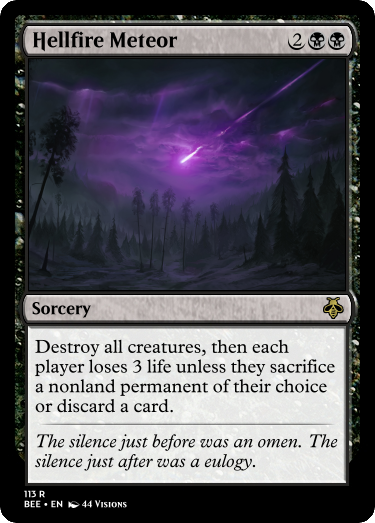 Hellfire Meteor 2
Sorcery
Destroy all creatures, then each
player loses 3 life unless they sacrifice
a nonland permanent of their choice
or discard a card.
The silence just before was an omen. The
silence just after was a eulogy.
113 R
BEE • EN 44 Visions